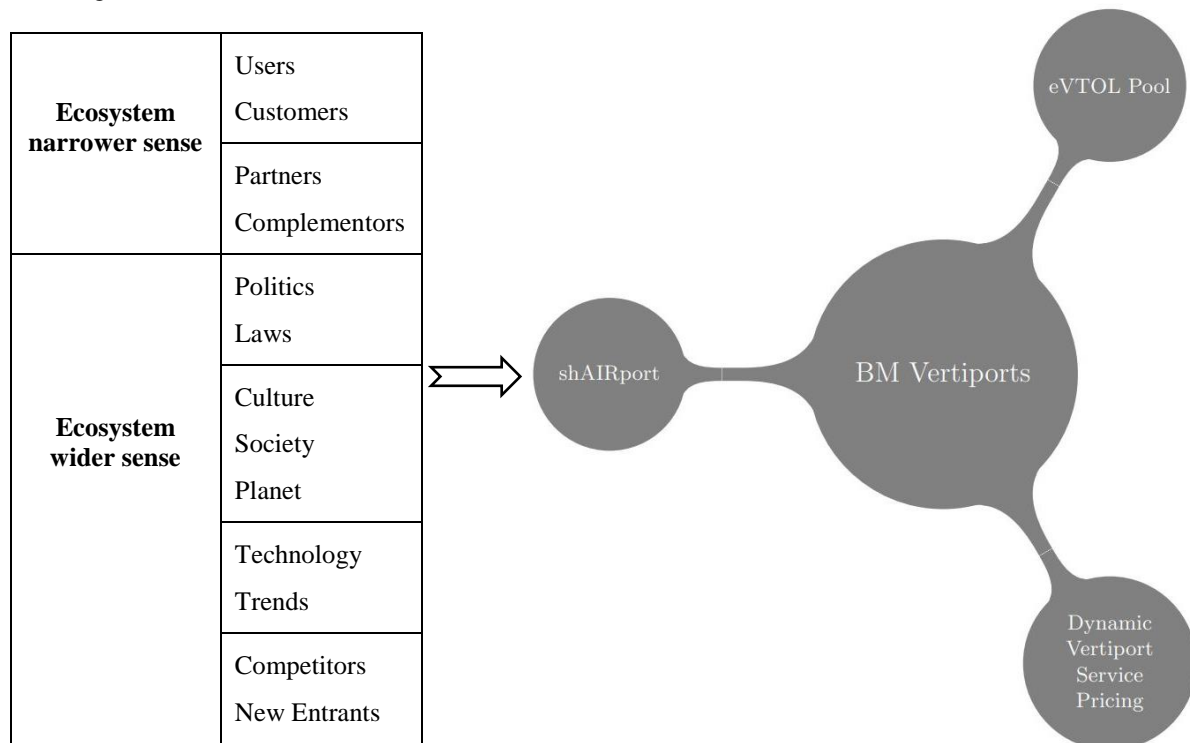 Ecosystem
narrower sense
Users
Customers
Partners
Complementors
Ecosystem
wider sense
Politics
Laws
Culture
Society
Planet
Technology
Trends
Competitors
New Entrants
shAIRport
BM Vertiports
eVTOL Pool
Dynamic
Vertiport
Service
Pricing